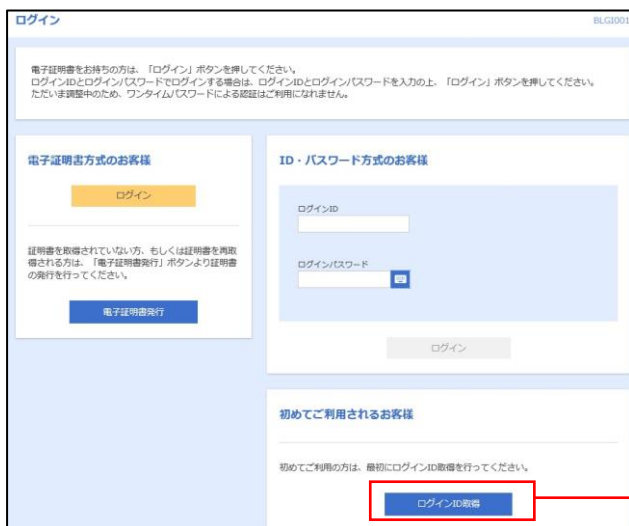 ログイン
BLGI001
電子証明書をお持ちの方は、「ログイン」ボタンを押してください。
ログインIDとログインパスワードでログインする場合は、ログインIDとログインパスワードを入力の上、「ログイン」ボタンを押してください。
ただいま調整中のため、ワンタイムパスワードによる認証はご利用になれません。
電子証明書方式のお客様
ログイン
証明書を取得されていない方、もしくは証明書を再取
得される方は、「電子証明書発行」ボタンより証明書
の発行を行ってください。
電子証明書発行
ID・パスワード方式のお客様
ログインID
ログインパスワード
ログイン
初めてご利用されるお客様
初めてご利用の方は、最初にログインID取得を行ってください。
ログインID取得